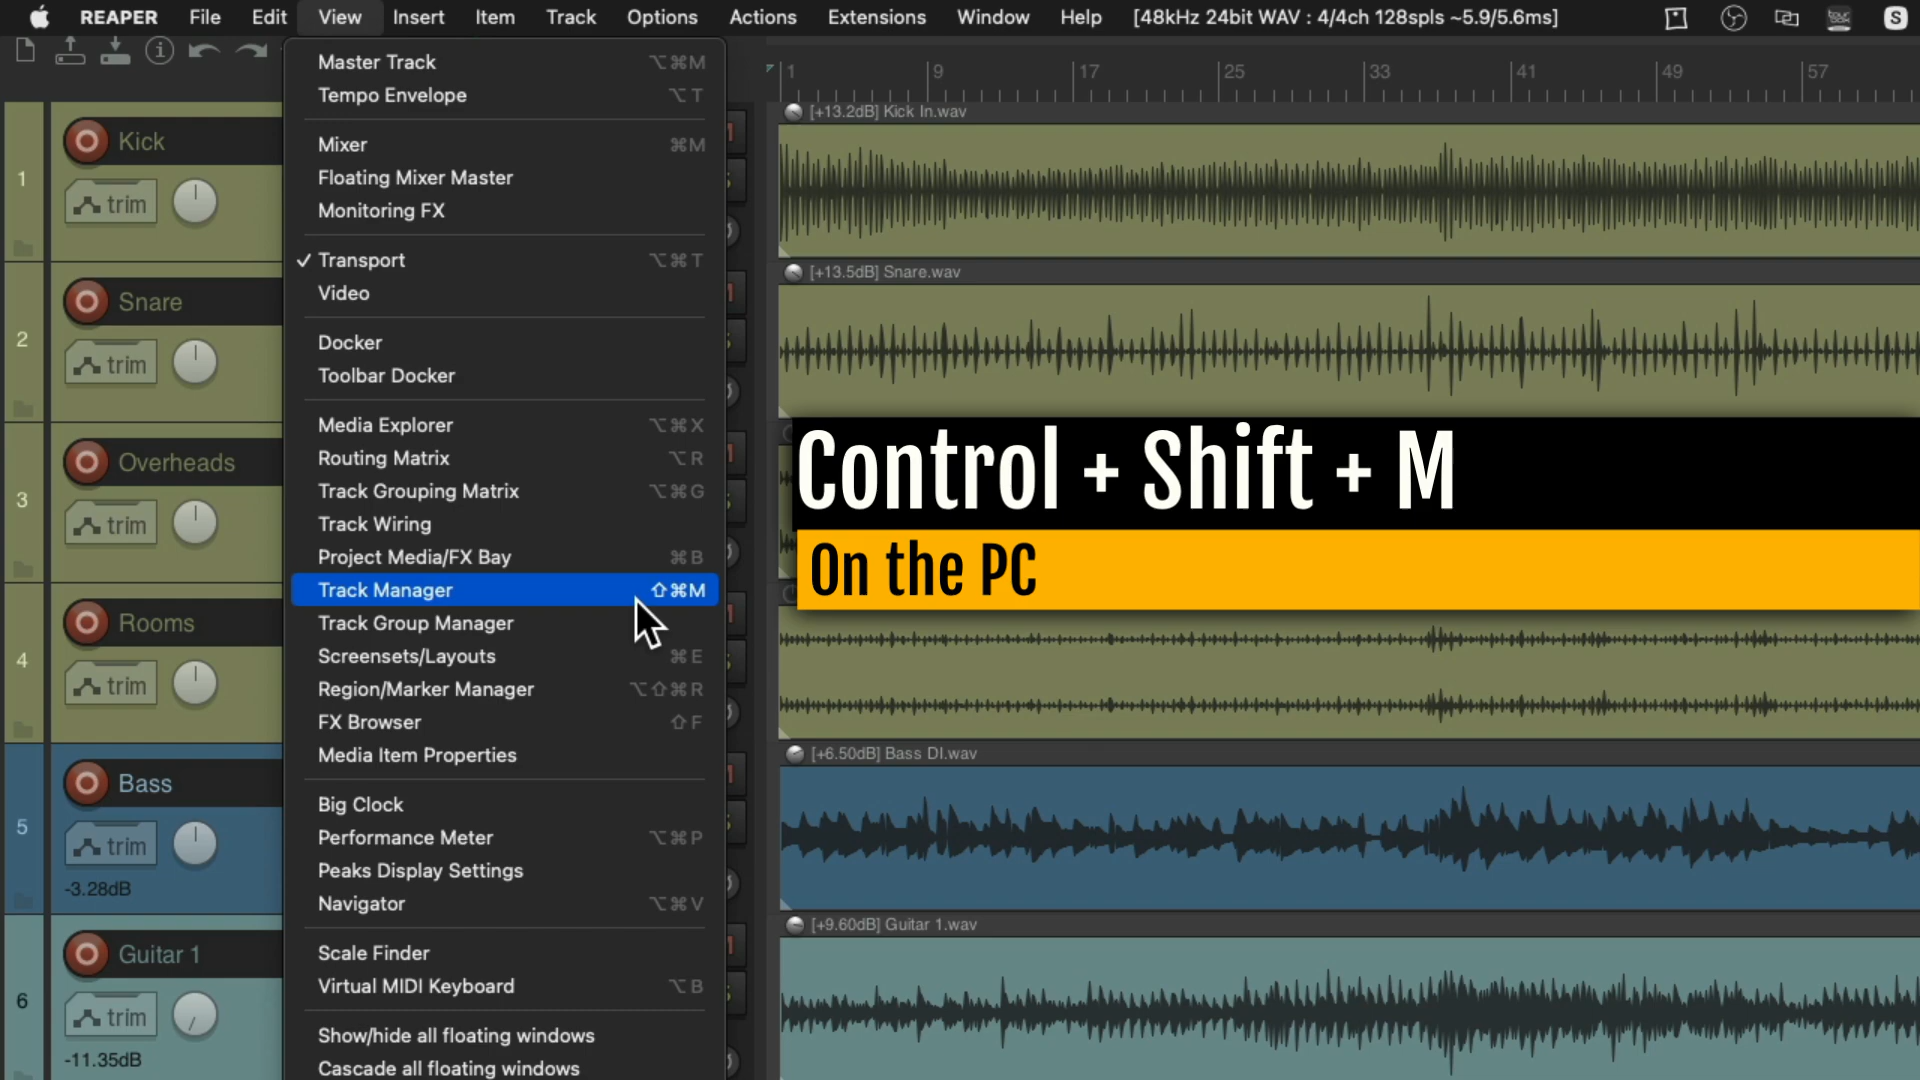 REAPER File Edit View Insert Item Track Options Actions Extensions Window Help [48kHz 24bit WAV : 4/4ch 128spls ~5.9/5.6ms]
1 9 17 25 33 41 49 57
Master Track ⌥⌘M
Tempo Envelope ⌥T
Mixer ⌘M
Floating Mixer Master
Monitoring FX
✓ Transport ⌥⌘T
Video
Docker
Toolbar Docker
Media Explorer ⌥⌘X
Routing Matrix ⌥R
Track Grouping Matrix ⌥⌘G
Track Wiring
Project Media/FX Bay ⌘B
Track Manager ⇧⌘M
Track Group Manager
Screensets/Layouts ⌘E
Region/Marker Manager ⌥⇧⌘R
FX Browser ⇧F
Media Item Properties
Big Clock
Performance Meter ⌥⌘P
Peaks Display Settings
Navigator ⌥⌘V
Scale Finder
Virtual MIDI Keyboard ⌥B
Show/hide all floating windows
Cascade all floating windows
1 Kick
trim
2 Snare
trim
3 Overheads
trim
4 Rooms
trim
5 Bass
trim
-3.28dB
6 Guitar 1
trim
-11.35dB
[+13.2dB] Kick In.wav
[+13.5dB] Snare.wav
Control + Shift + M
On the PC
[+6.50dB] Bass DI.wav
[+9.60dB] Guitar 1.wav